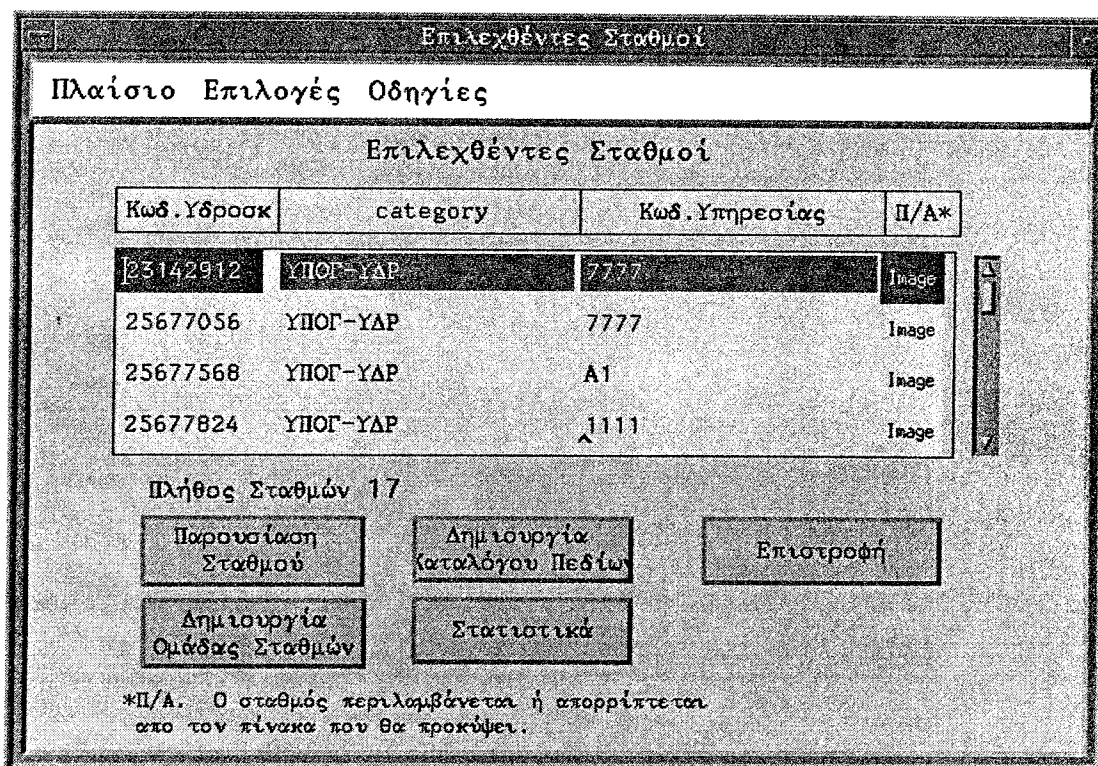 Επιλεχθέντες Σταθμοί
Πλαίσιο Επιλογές Οδηγίες
Επιλεχθέντες Σταθμοί
Κωδ.Υδροσκ category Κωδ.Υπηρεσίας Π/Α*
23142912 ΥΠΟΓ-ΥΔΡ 7777 Image
25677056 ΥΠΟΓ-ΥΔΡ 7777 Image
25677568 ΥΠΟΓ-ΥΔΡ Α1 Image
25677824 ΥΠΟΓ-ΥΔΡ 1111 Image
Πλήθος Σταθμών 17
Παρουσίαση
Σταθμού
Δημιουργία
Καταλόγου Πεδίων
Επιστροφή
Δημιουργία
Ομάδας Σταθμών
Στατιστικά
*Π/Α. Ο σταθμός περιλαμβάνεται ή απορρίπτεται
απο τον πίνακα που θα προκύψει.